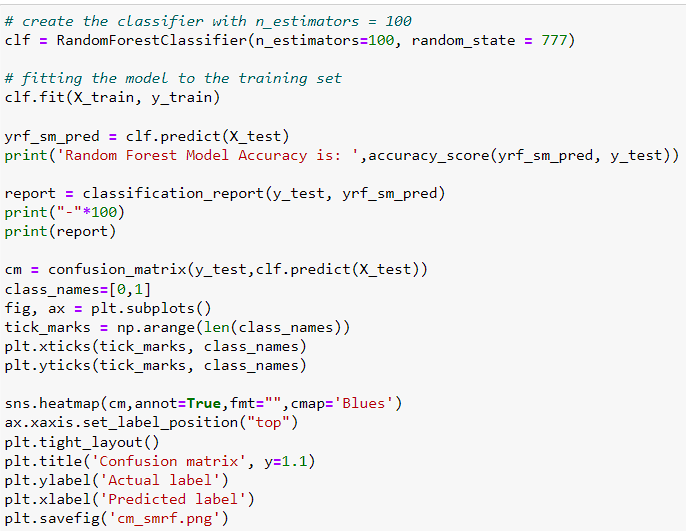 # create the classifier with n_estimators = 100
clf = RandomForestClassifier(n_estimators=100, random_state = 777)
# fitting the model to the training set
clf.fit(X_train, y_train)
yrf_sm_pred = clf.predict(X_test)
print('Random Forest Model Accuracy is: ',accuracy_score(yrf_sm_pred, y_test))
report = classification_report(y_test, yrf_sm_pred)
print("-"*100)
print(report)
cm = confusion_matrix(y_test,clf.predict(X_test))
class_names=[0,1]
fig, ax = plt.subplots()
tick_marks = np.arange(len(class_names))
plt.xticks(tick_marks, class_names)
plt.yticks(tick_marks, class_names)
sns.heatmap(cm,annot=True,fmt="",cmap='Blues')
ax.xaxis.set_label_position("top")
plt.tight_layout()
plt.title('Confusion matrix', y=1.1)
plt.ylabel('Actual label')
plt.xlabel('Predicted label')
plt.savefig('cm_smrf.png')